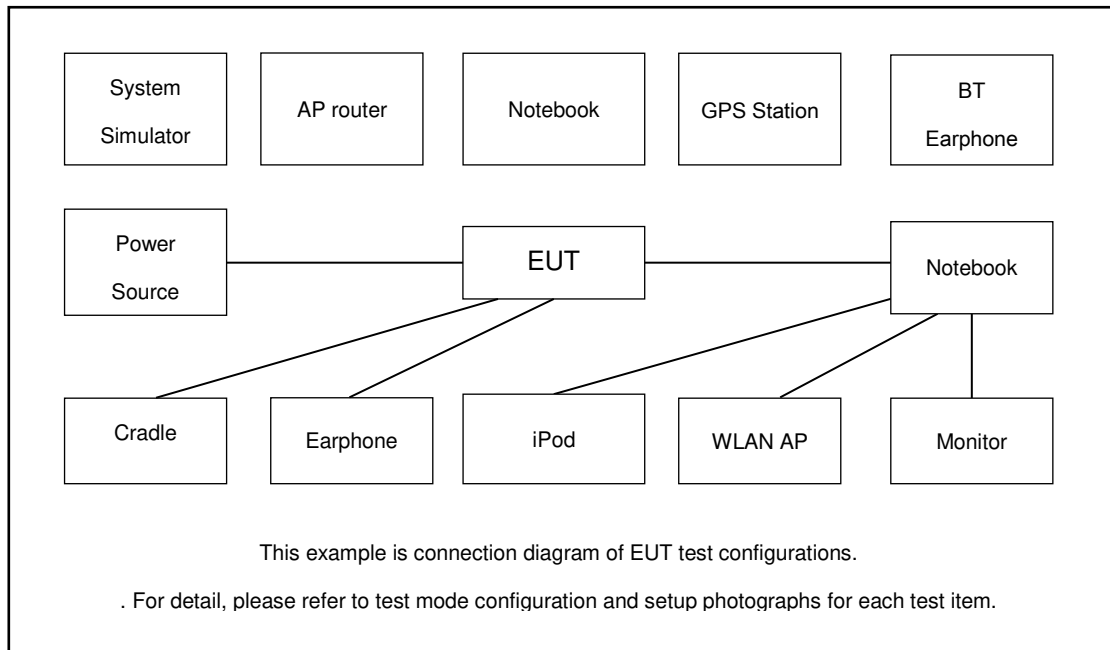 System
Simulator
AP router
Notebook
GPS Station
BT
Earphone
Power
Source
EUT
Notebook
Cradle
Earphone
iPod
WLAN AP
Monitor
This example is connection diagram of EUT test configurations.
. For detail, please refer to test mode configuration and setup photographs for each test item.